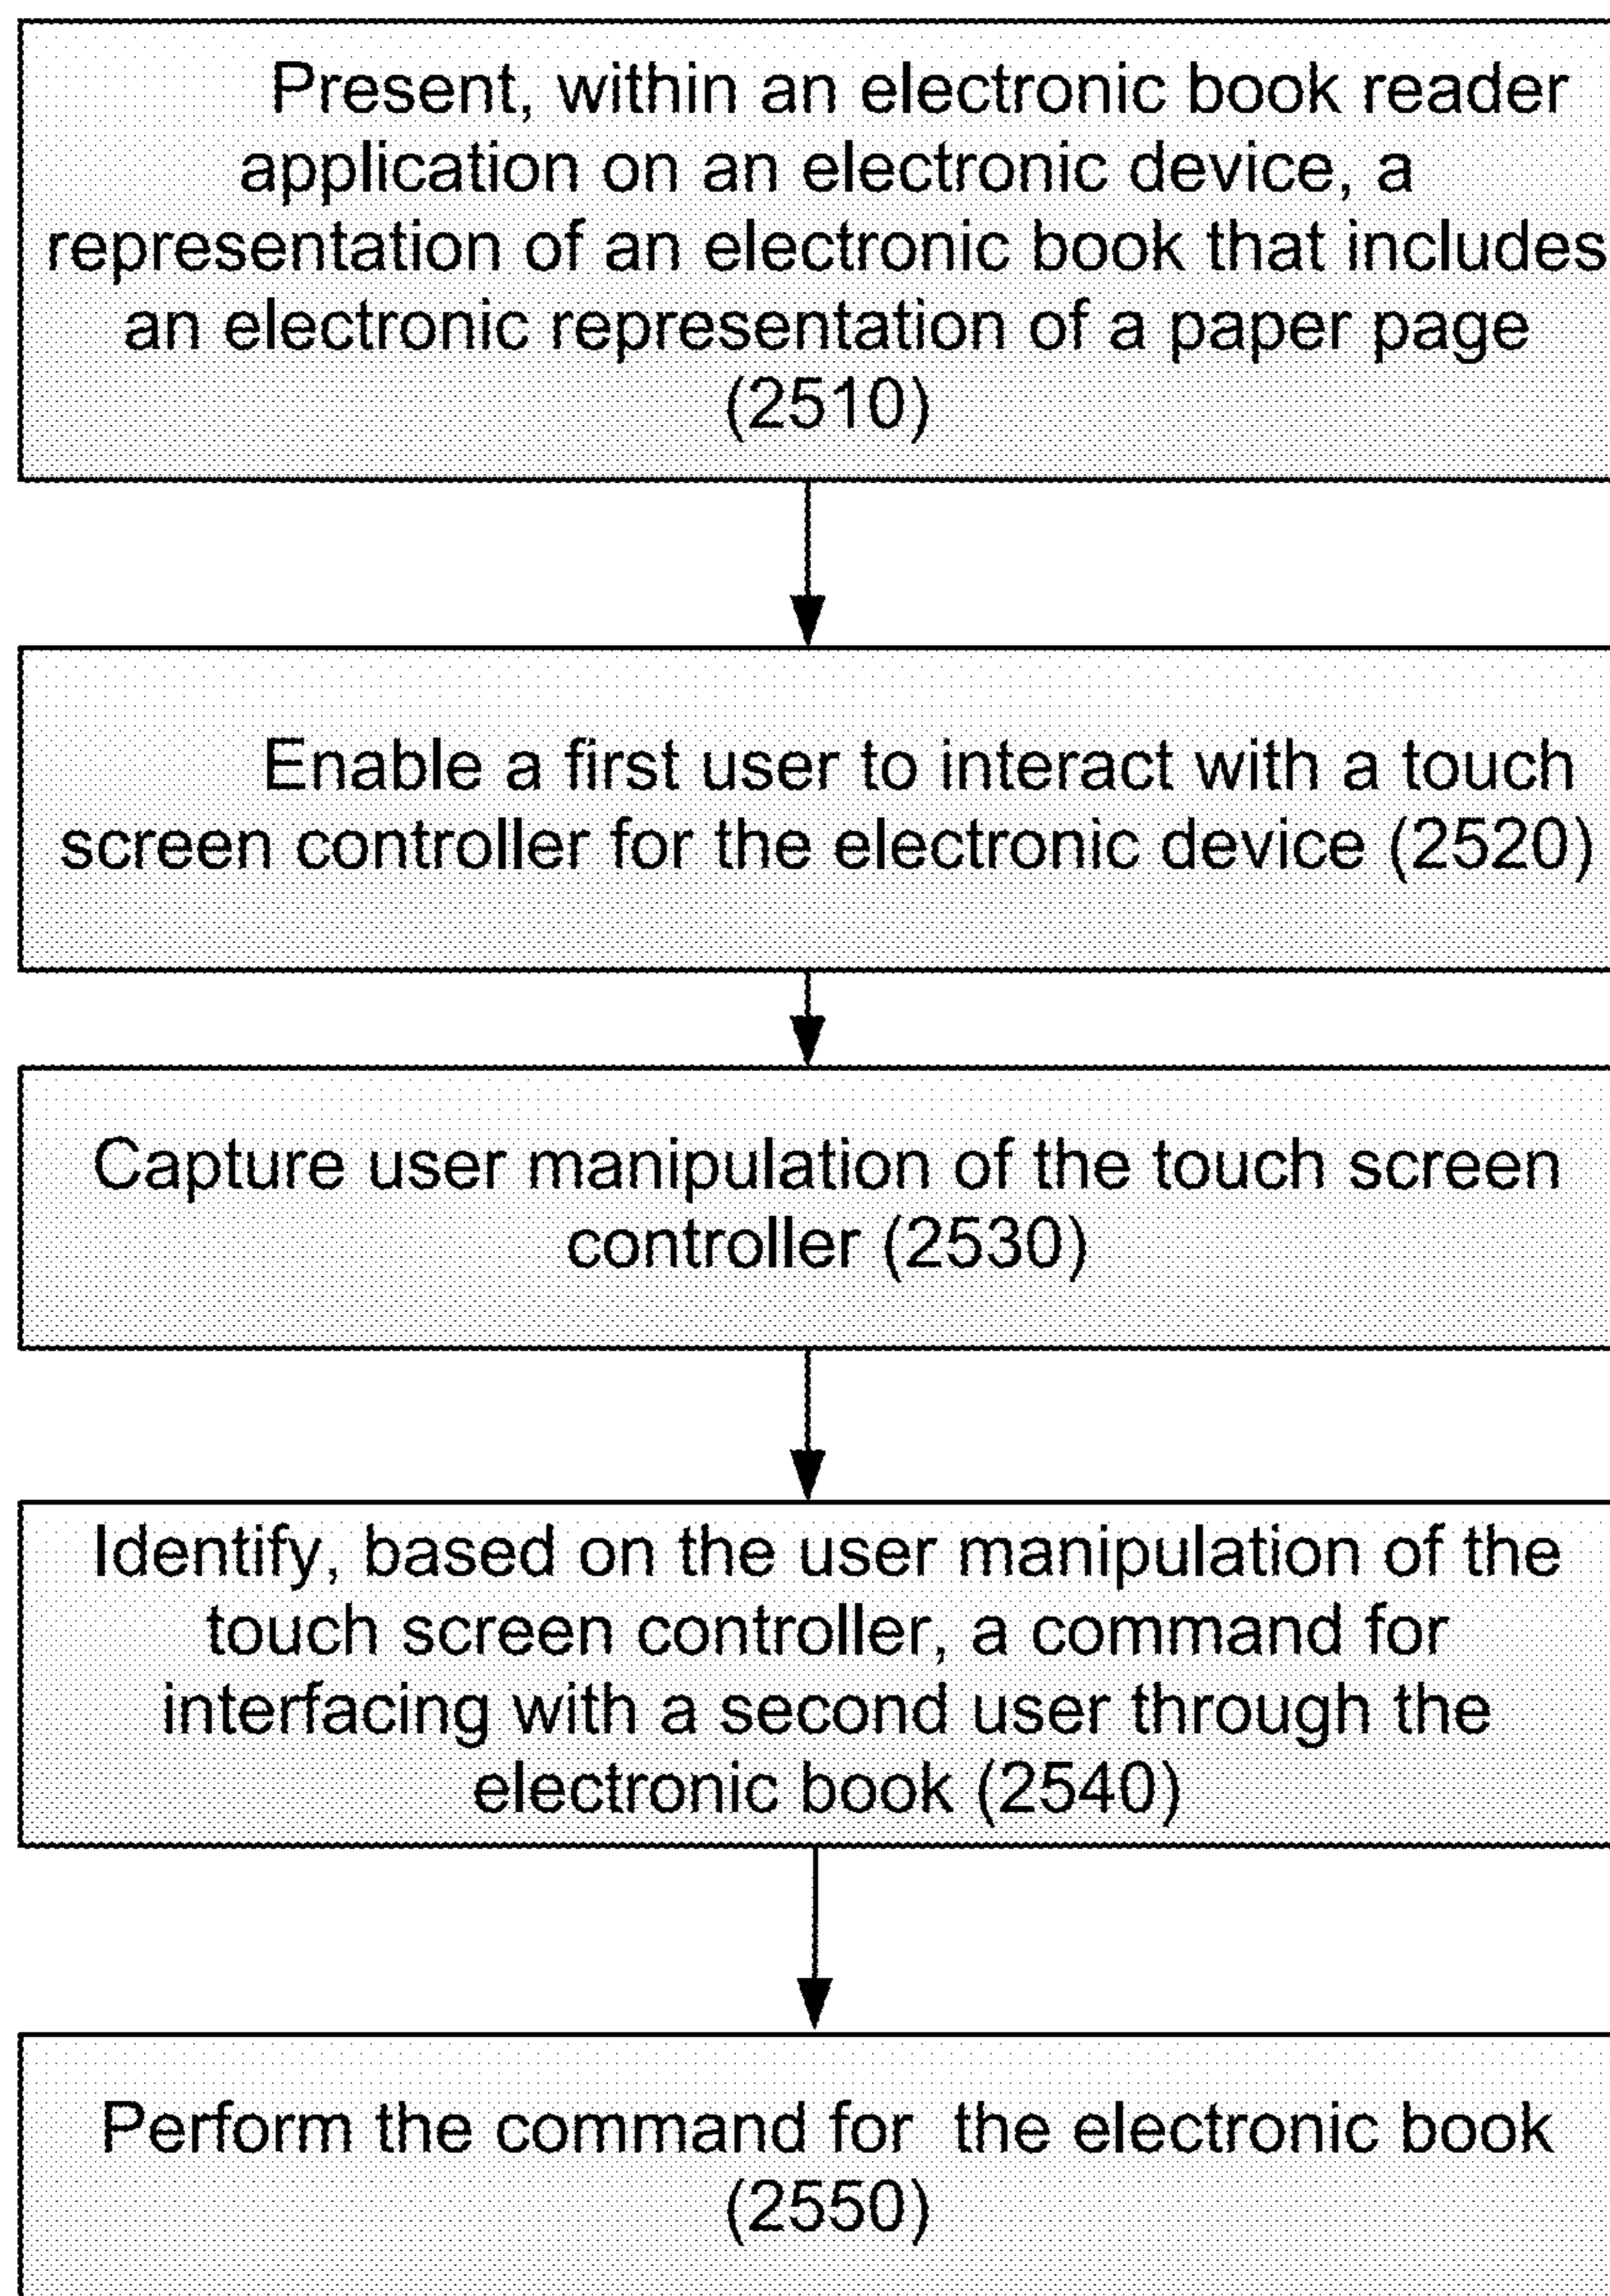 Present, within an electronic book reader
application on an electronic device, a
representation of an electronic book that includes
an electronic representation of a paper page
(2510)
Enable a first user to interact with a touch
screen controller for the electronic device (2520)
Capture user manipulation of the touch screen
controller (2530)
Identify, based on the user manipulation of the
touch screen controller, a command for
interfacing with a second user through the
electronic book (2540)
Perform the command for the electronic book
(2550)